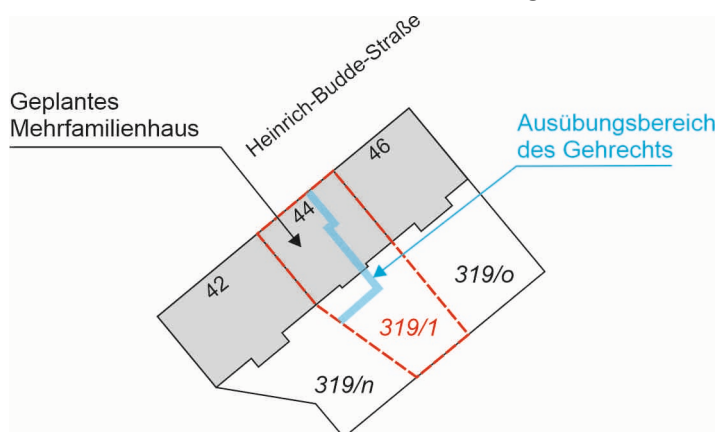 Heinrich-Budde-Straße
Geplantes
Mehrfamilienhaus
Ausübungsbereich
des Gehrechts
46
44
42
319/o
319/1
319/n